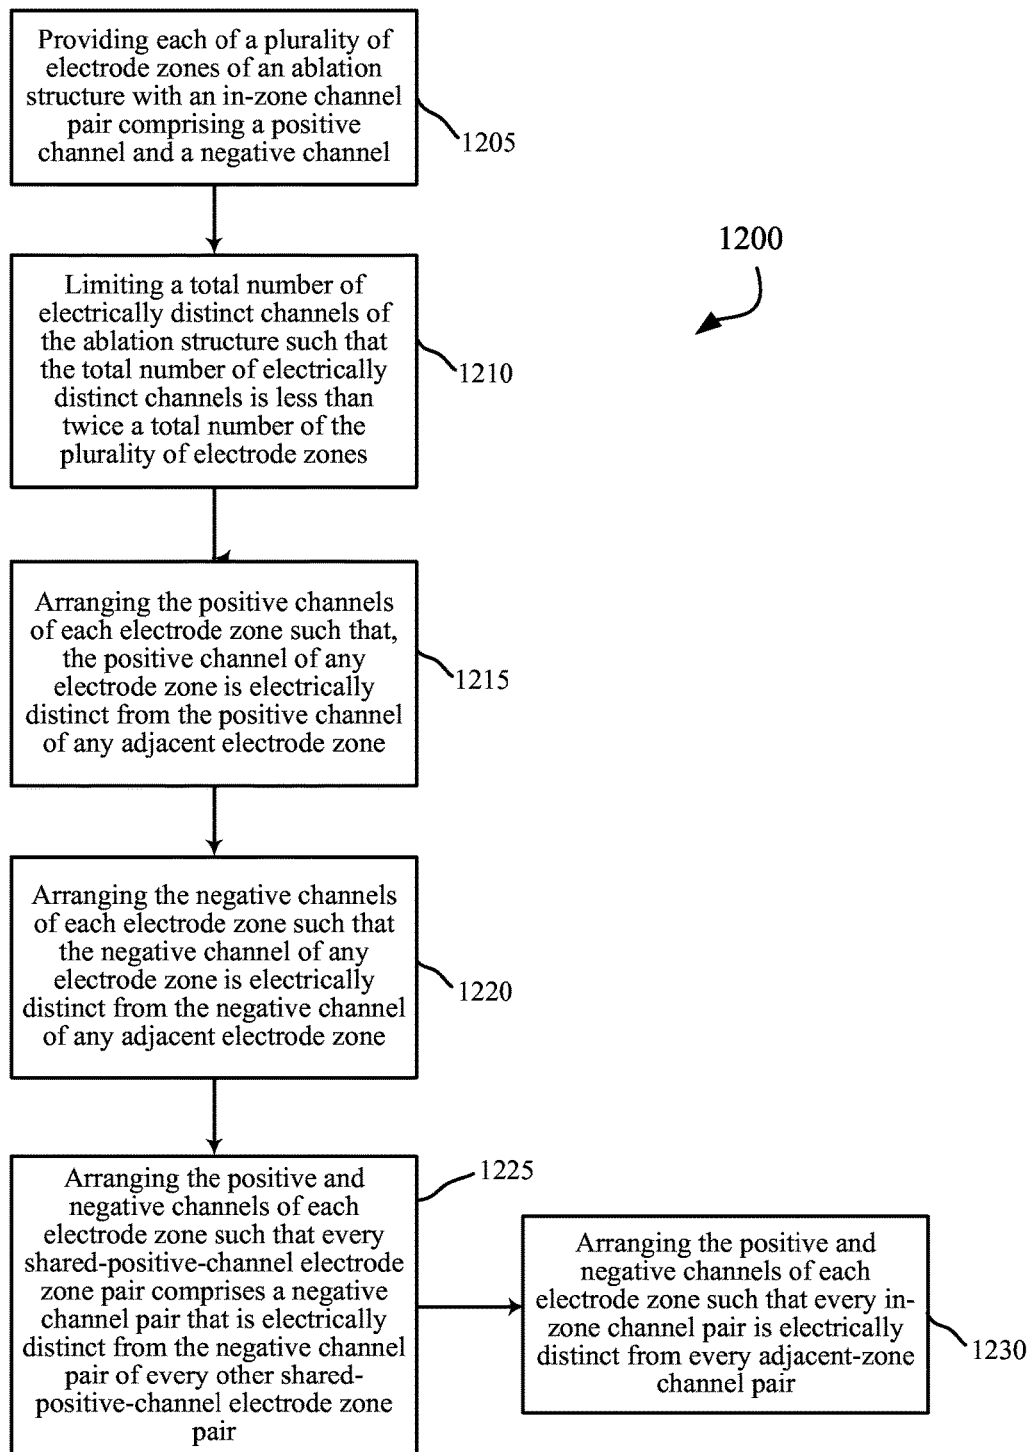 Providing each of a plurality of
electrode zones of an ablation
structure with an in-zone channel
pair comprising a positive
channel and a negative channel
1205
1200
Limiting a total number of
electrically distinct channels of
the ablation structure such that
the total number of electrically
distinct channels is less than
twice a total number of the
plurality of electrode zones
1210
Arranging the positive channels
of each electrode zone such that,
the positive channel of any
electrode zone is electrically
distinct from the positive channel
of any adjacent electrode zone
1215
Arranging the negative channels
of each electrode zone such that
the negative channel of any
electrode zone is electrically
distinct from the negative channel
of any adjacent electrode zone
1220
Arranging the positive and
negative channels of each
electrode zone such that every
shared-positive-channel electrode
zone pair comprises a negative
channel pair that is electrically
distinct from the negative channel
pair of every other shared-
positive-channel electrode zone
pair
1225
Arranging the positive and
negative channels of each
electrode zone such that every in-
zone channel pair is electrically
distinct from every adjacent-zone
channel pair
1230